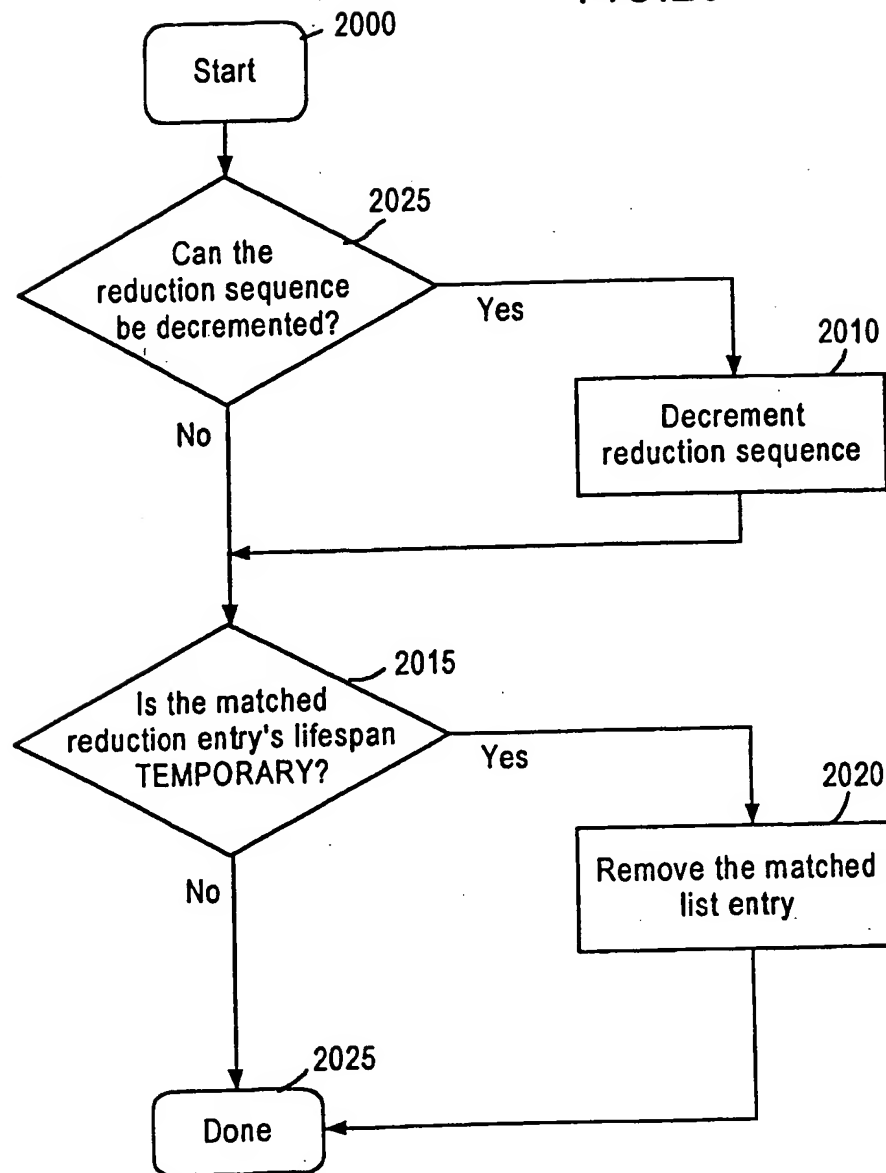 2000
Start
2025
Can the
reduction sequence
be decremented?
Yes
No
2010
Decrement
reduction sequence
2015
Is the matched
reduction entry's lifespan
TEMPORARY?
Yes
No
2020
Remove the matched
list entry
2025
Done